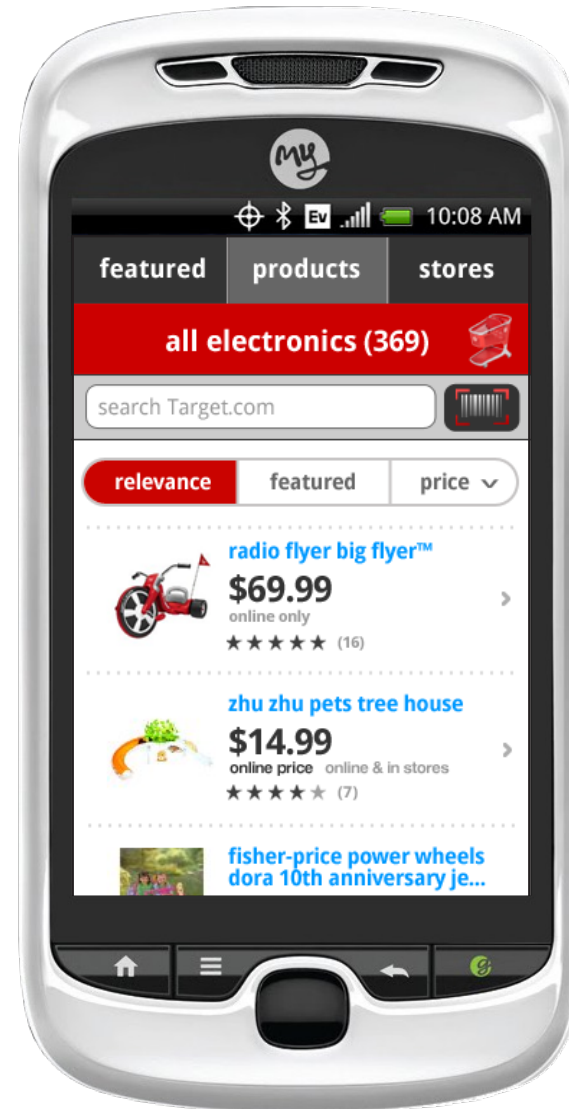 my
Ev 10:08 AM
featured products stores
all electronics (369)
search Target.com
relevance featured price
radio flyer big flyer™
$69.99
online only
(16)
zhu zhu pets tree house
$14.99
online price online & in stores
(7)
fisher-price power wheels
dora 10th anniversary je...